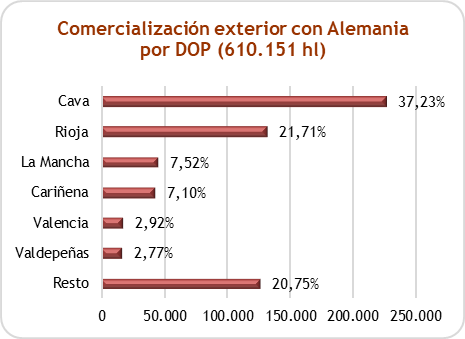 Comercialización exterior con Alemania
por DOP (610.151 hl)
Cava 37,23%
Rioja 21,71%
La Mancha 7,52%
Cariñena 7,10%
Valencia 2,92%
Valdepeñas 2,77%
Resto 20,75%
0 50.000 100.000 150.000 200.000 250.000